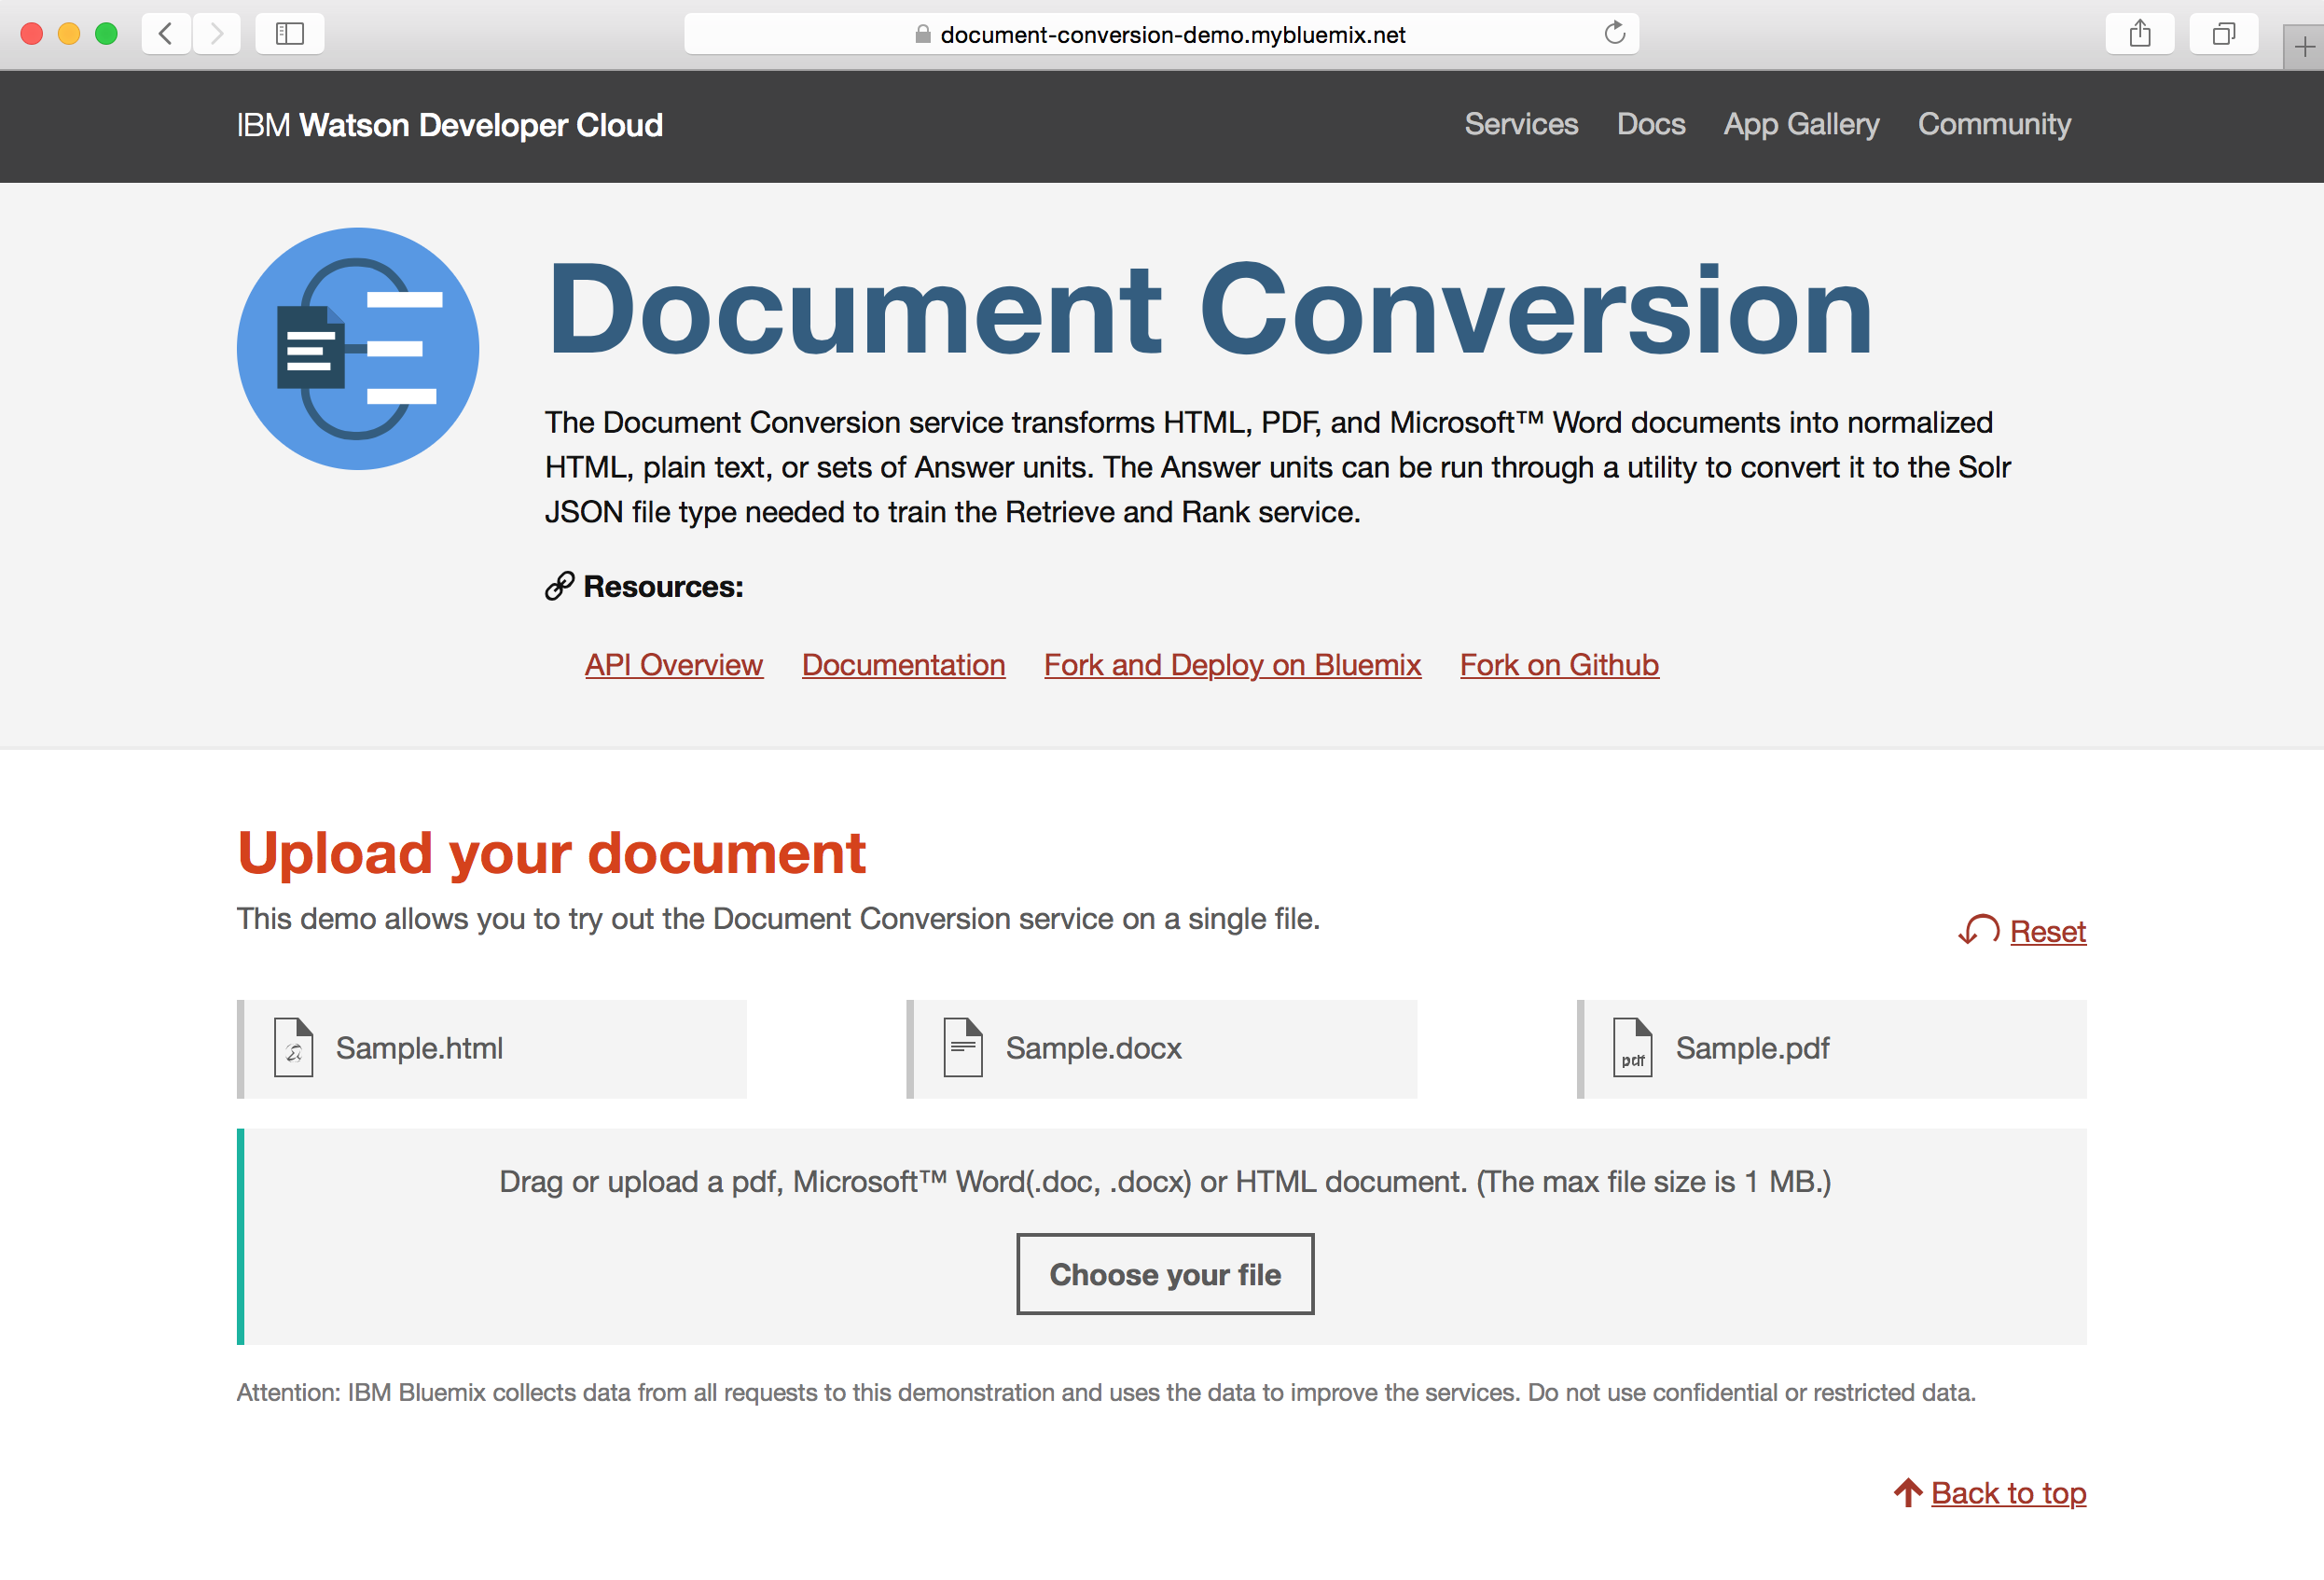 document-conversion-demo.mybluemix.net
IBM Watson Developer Cloud
Services Docs App Gallery Community
Document Conversion
The Document Conversion service transforms HTML, PDF, and Microsoft™ Word documents into normalized
HTML, plain text, or sets of Answer units. The Answer units can be run through a utility to convert it to the Solr
JSON file type needed to train the Retrieve and Rank service.
Resources:
API Overview Documentation Fork and Deploy on Bluemix Fork on Github
Upload your document
This demo allows you to try out the Document Conversion service on a single file.
Reset
Sample.html
Sample.docx
pdf Sample.pdf
Drag or upload a pdf, Microsoft™ Word(.doc, .docx) or HTML document. (The max file size is 1 MB.)
Choose your file
Attention: IBM Bluemix collects data from all requests to this demonstration and uses the data to improve the services. Do not use confidential or restricted data.
Back to top